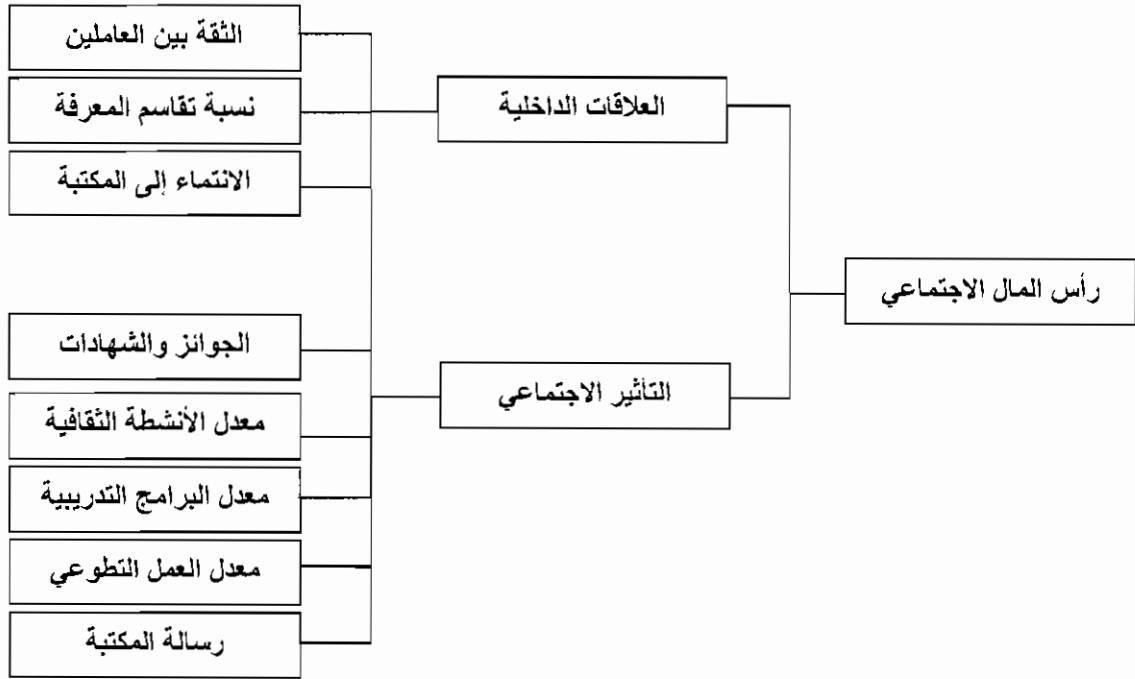 رأس المال الاجتماعي
العلاقات الداخلية
الثقة بين العاملين
نسبة تقاسم المعرفة
الانتماء إلى المكتبة
التأثير الاجتماعي
الجوائز والشهادات
معدل الأنشطة الثقافية
معدل البرامج التدريبية
معدل العمل التطوعي
رسالة المكتبة